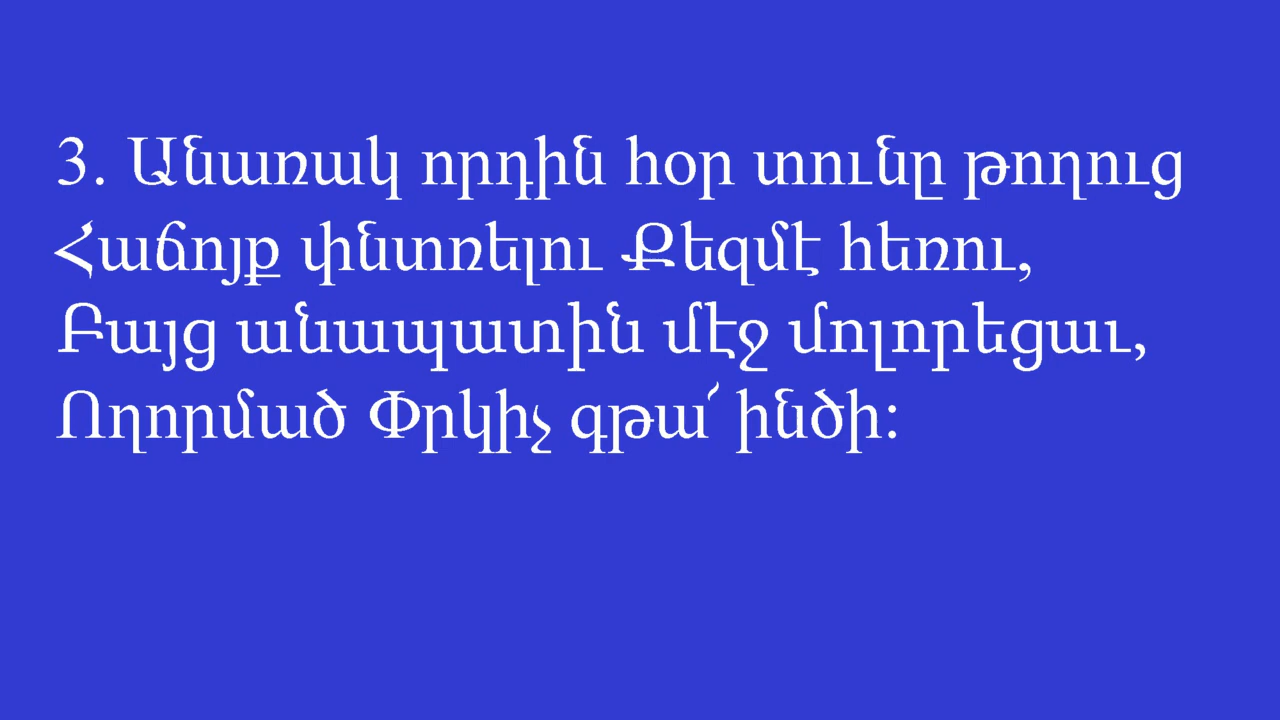 3. Անառակ որդին հօր տունը թողուց
Հաճոյք փնտռելու Քեզմէ հեռու,
Բայց անապատին մէջ մոլորեցաւ,
Ողորմած Փրկիչ գթա՛ ինծի: